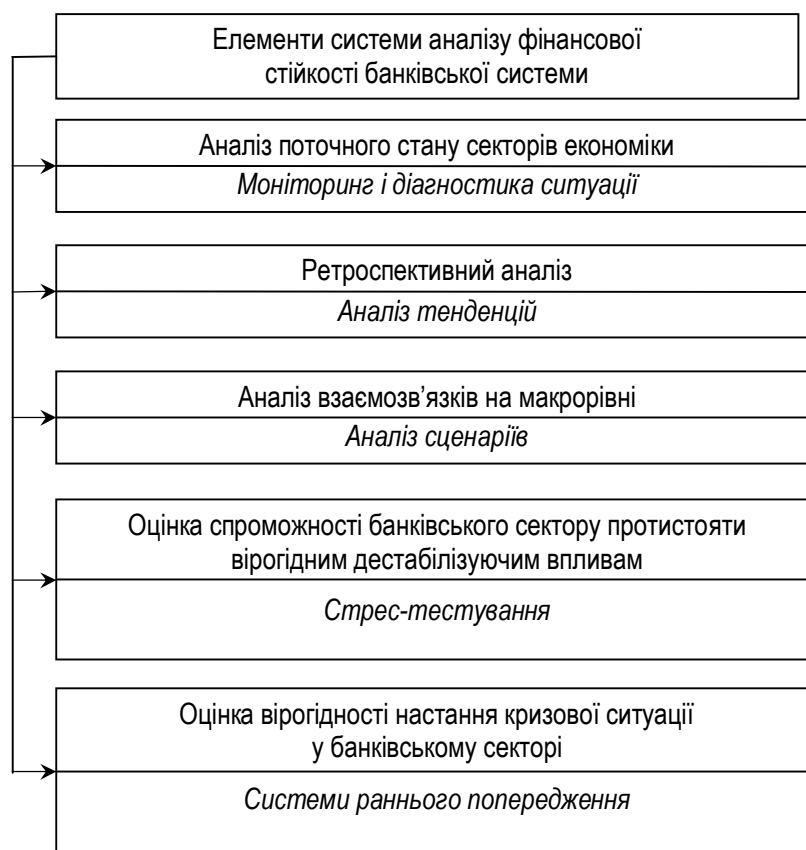 Елементи системи аналізу фінансової
стійкості банківської системи
Аналіз поточного стану секторів економіки
Моніторинг і діагностика ситуації
Ретроспективний аналіз
Аналіз тенденцій
Аналіз взаємозв’язків на макрорівні
Аналіз сценаріїв
Оцінка спроможності банківського сектору протистояти
вірогідним дестабілізуючим впливам
Стрес-тестування
Оцінка вірогідності настання кризової ситуації
у банківському секторі
Системи раннього попередження